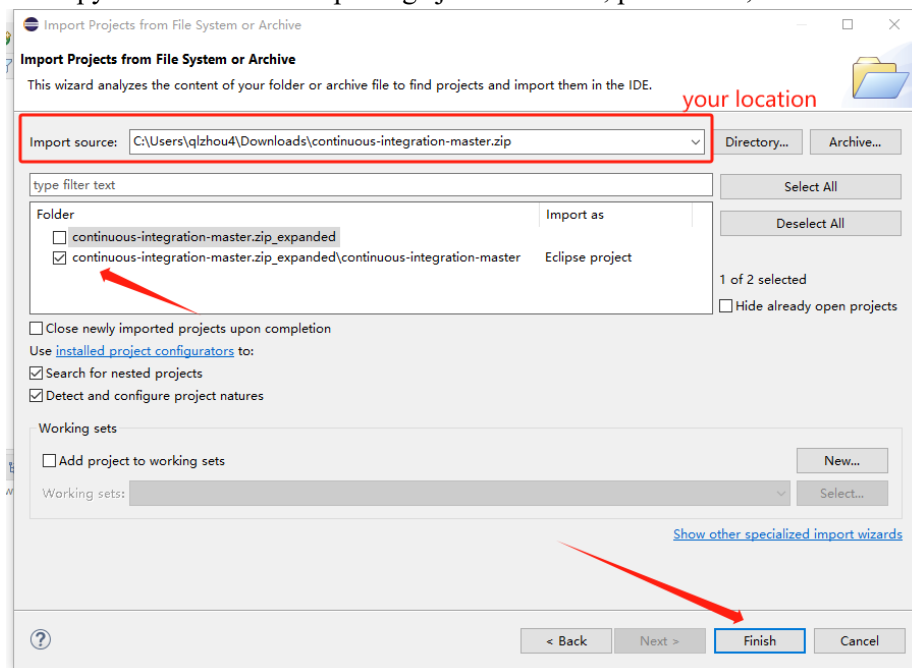 Import Projects from File System or Archive
Import Projects from File System or Archive
This wizard analyzes the content of your folder or archive file to find projects and import them in the IDE.
your location
Import source: C:\Users\qlzhou4\Downloads\continuous-integration-master.zip Directory... Archive...
type filter text Select All
Folder Import as Deselect All
continuous-integration-master.zip_expanded
continuous-integration-master.zip_expanded\continuous-integration-master Eclipse project
1 of 2 selected
Hide already open projects
Close newly imported projects upon completion
Use installed project configurators to:
Search for nested projects
Detect and configure project natures
Working sets
Add project to working sets New...
Working sets: Select...
Show other specialized import wizards
? < Back Next > Finish Cancel